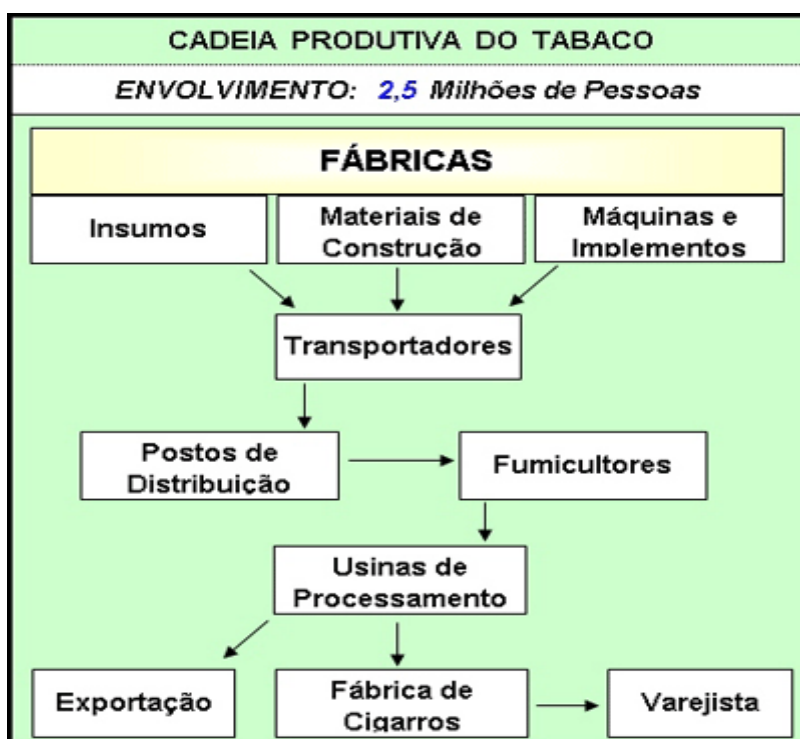 CADEIA PRODUTIVA DO TABACO
ENVOLVIMENTO: 2,5 Milhões de Pessoas
FÁBRICAS
Insumos
Materiais de
Construção
Máquinas e
Implementos
Transportadores
Postos de
Distribuição
Fumicultores
Usinas de
Processamento
Exportação
Fábrica de
Cigarros
Varejista